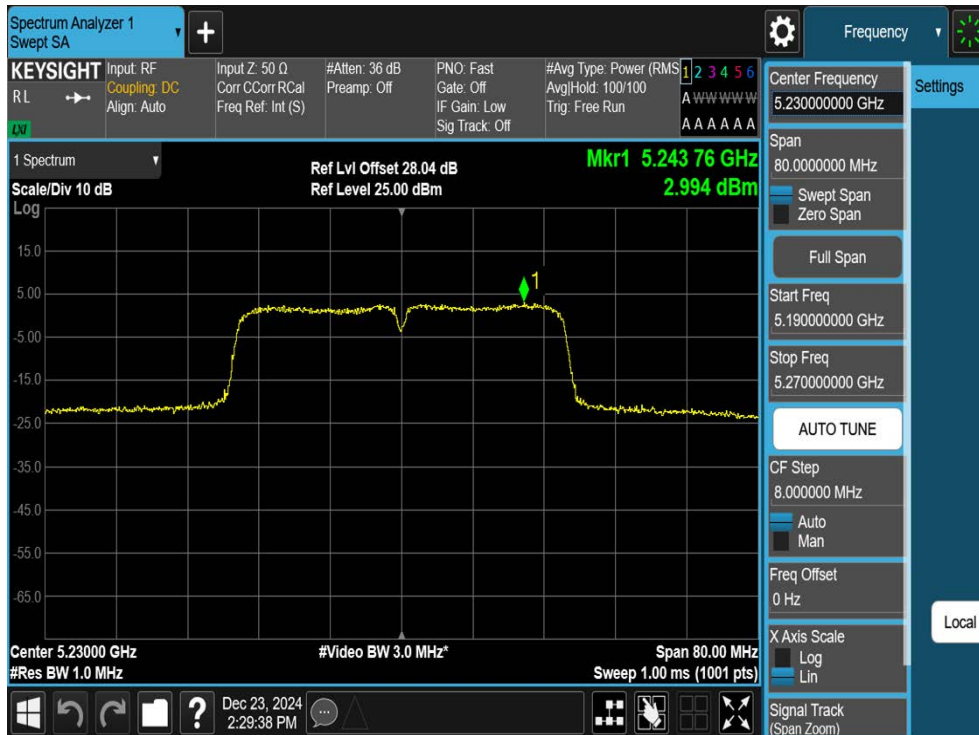 Spectrum Analyzer 1
Swept SA
+
Frequency
KEYSIGHT
R L
LXI
Input: RF
Coupling: DC
Align: Auto
Input Z: 50 Ω
Corr CCorr RCal
Freq Ref: Int (S)
#Atten: 36 dB
Preamp: Off
PNO: Fast
Gate: Off
IF Gain: Low
Sig Track: Off
#Avg Type: Power (RMS
Avg|Hold: 100/100
Trig: Free Run
1 2 3 4 5 6
A W W W W W
A A A A A A
1 Spectrum
Scale/Div 10 dB
Log
Ref Lvl Offset 28.04 dB
Ref Level 25.00 dBm
Mkr1 5.243 76 GHz
2.994 dBm
15.0
5.00
-5.00
-15.0
-25.0
-35.0
-45.0
-55.0
-65.0
1
Center 5.23000 GHz
#Res BW 1.0 MHz
#Video BW 3.0 MHz*
Span 80.00 MHz
Sweep 1.00 ms (1001 pts)
?
Dec 23, 2024
2:29:38 PM
Center Frequency
5.230000000 GHz
Span
80.0000000 MHz
Swept Span
Zero Span
Full Span
Start Freq
5.190000000 GHz
Stop Freq
5.270000000 GHz
AUTO TUNE
CF Step
8.000000 MHz
Auto
Man
Freq Offset
0 Hz
X Axis Scale
Log
Lin
Signal Track
(Span Zoom)
Settings
Local